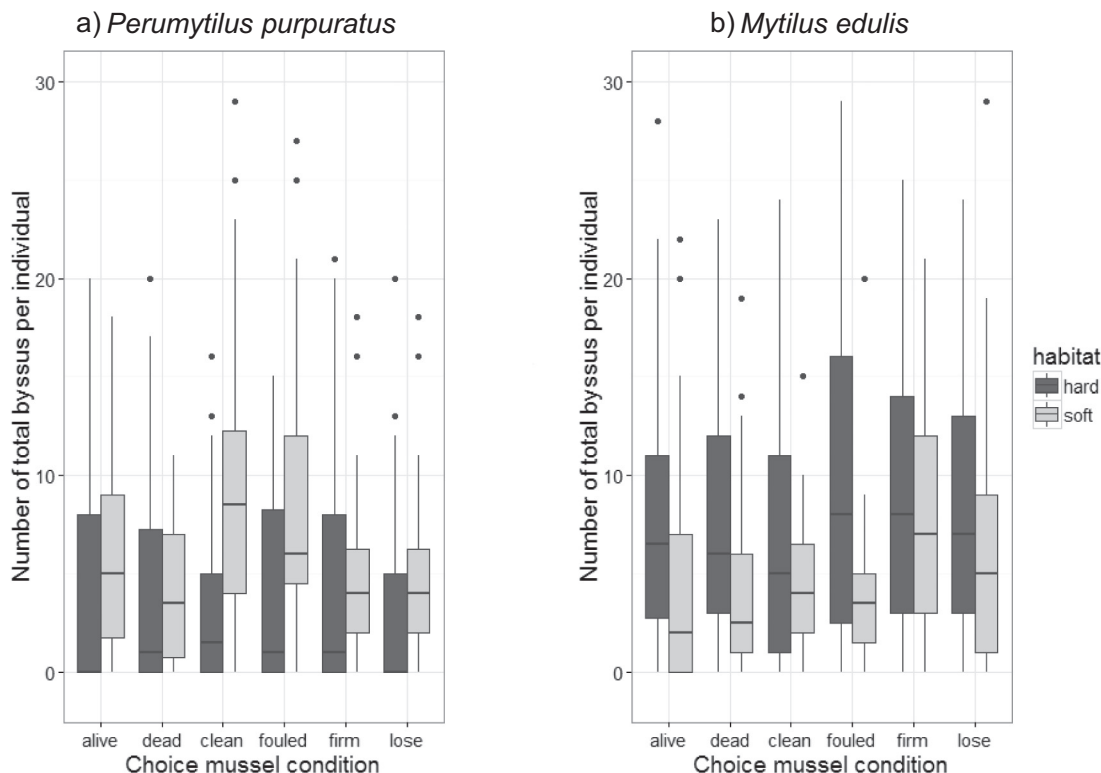 a) Perumytilus purpuratus
Number of total byssus per individual
30
20
10
0
alive dead clean fouled firm lose
Choice mussel condition
b) Mytilus edulis
Number of total byssus per individual
30
20
10
0
alive dead clean fouled firm lose
Choice mussel condition
habitat
hard
soft